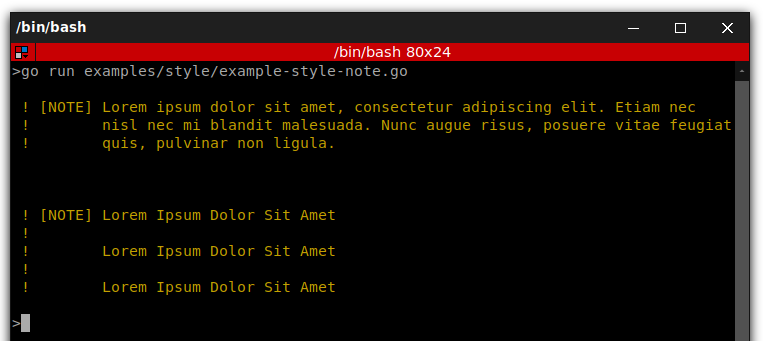 /bin/bash
/bin/bash 80x24
>go run examples/style/example-style-note.go
! [NOTE] Lorem ipsum dolor sit amet, consectetur adipiscing elit. Etiam nec
!        nisl nec mi blandit malesuada. Nunc augue risus, posuere vitae feugiat
!        quis, pulvinar non ligula.
! [NOTE] Lorem Ipsum Dolor Sit Amet
!
!        Lorem Ipsum Dolor Sit Amet
!
!        Lorem Ipsum Dolor Sit Amet
>